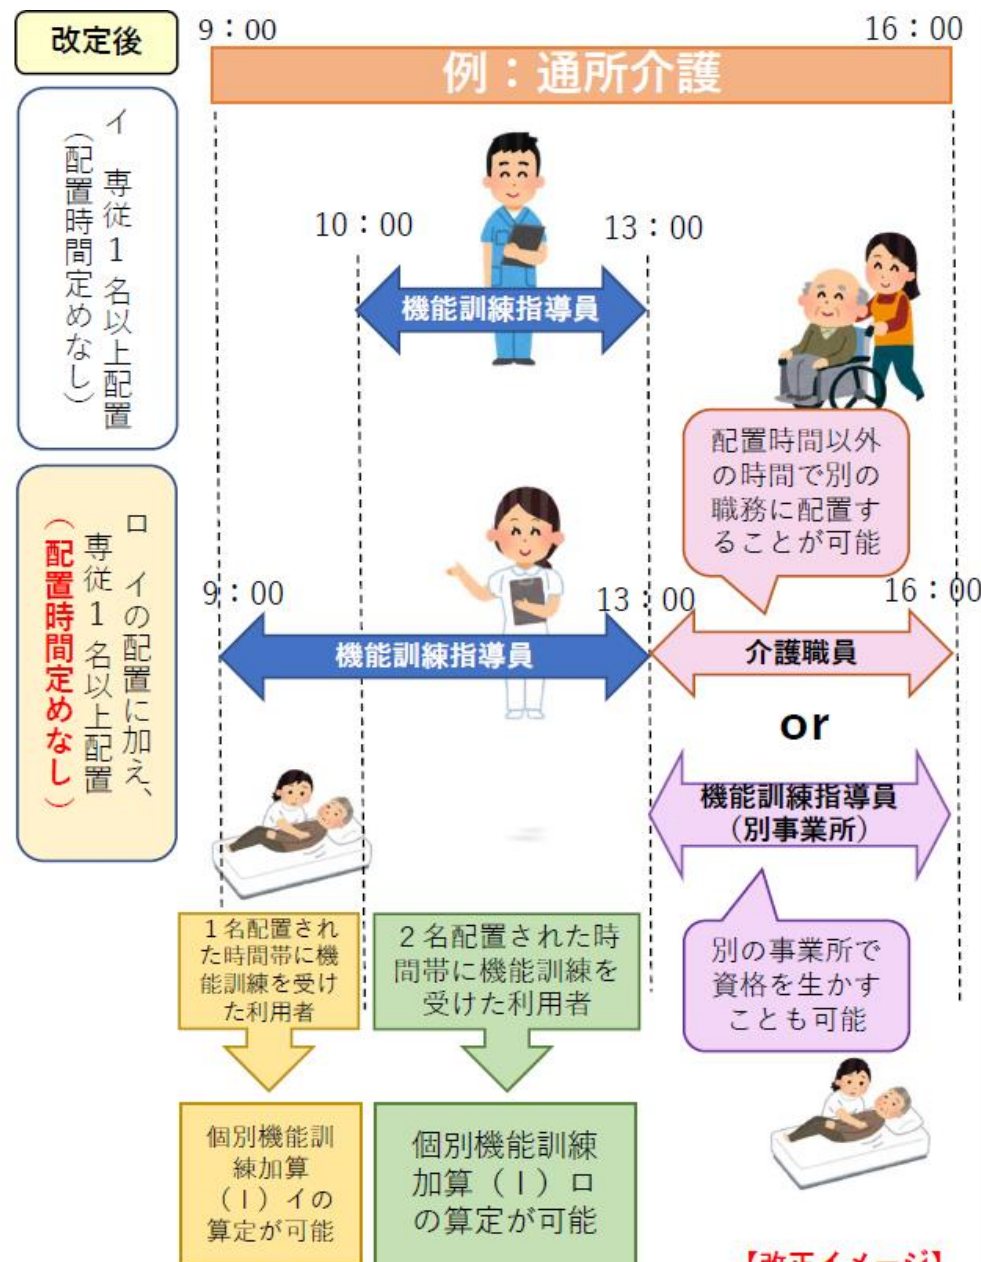 改定後
9：00
16：00
例：通所介護
イ　専従1名以上配置
（配置時間定めなし）
10：00
13：00
機能訓練指導員
配置時間以外
の時間で別の
職務に配置す
ることが可能
ロ　イの配置に加え、
専従1名以上配置
（配置時間定めなし）
9：00
13：00
16：00
機能訓練指導員
介護職員
or
機能訓練指導員
（別事業所）
1名配置され
た時間帯に機
能訓練を受け
た利用者
2名配置された時
間帯に機能訓練を
受けた利用者
別の事業所で
資格を生かす
ことも可能
個別機能訓
練加算
（Ⅰ）イの
算定が可能
個別機能訓練
加算（Ⅰ）ロ
の算定が可能
【改正イメージ】